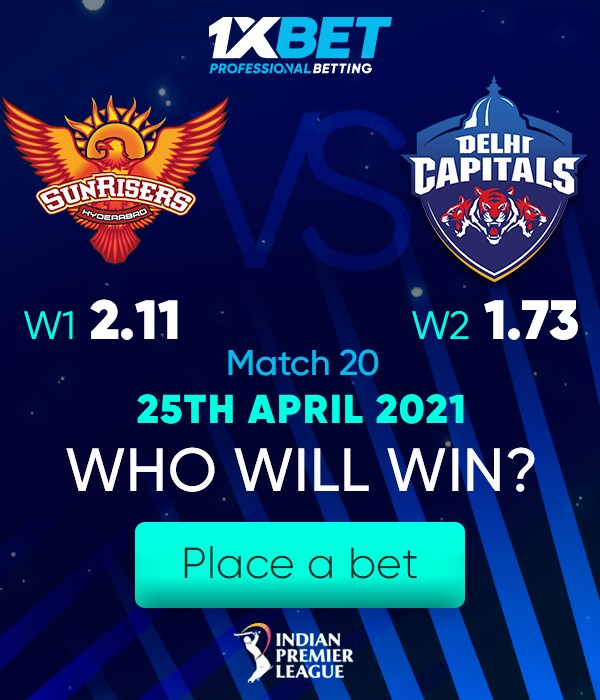 1XBET
PROFESSIONAL BETTING
VS
SUNRISERS
HYDERABAD
DELHI
CAPITALS
W1 2.11
W2 1.73
Match 20
25TH APRIL 2021
WHO WILL WIN?
Place a bet
INDIAN
PREMIER
LEAGUE